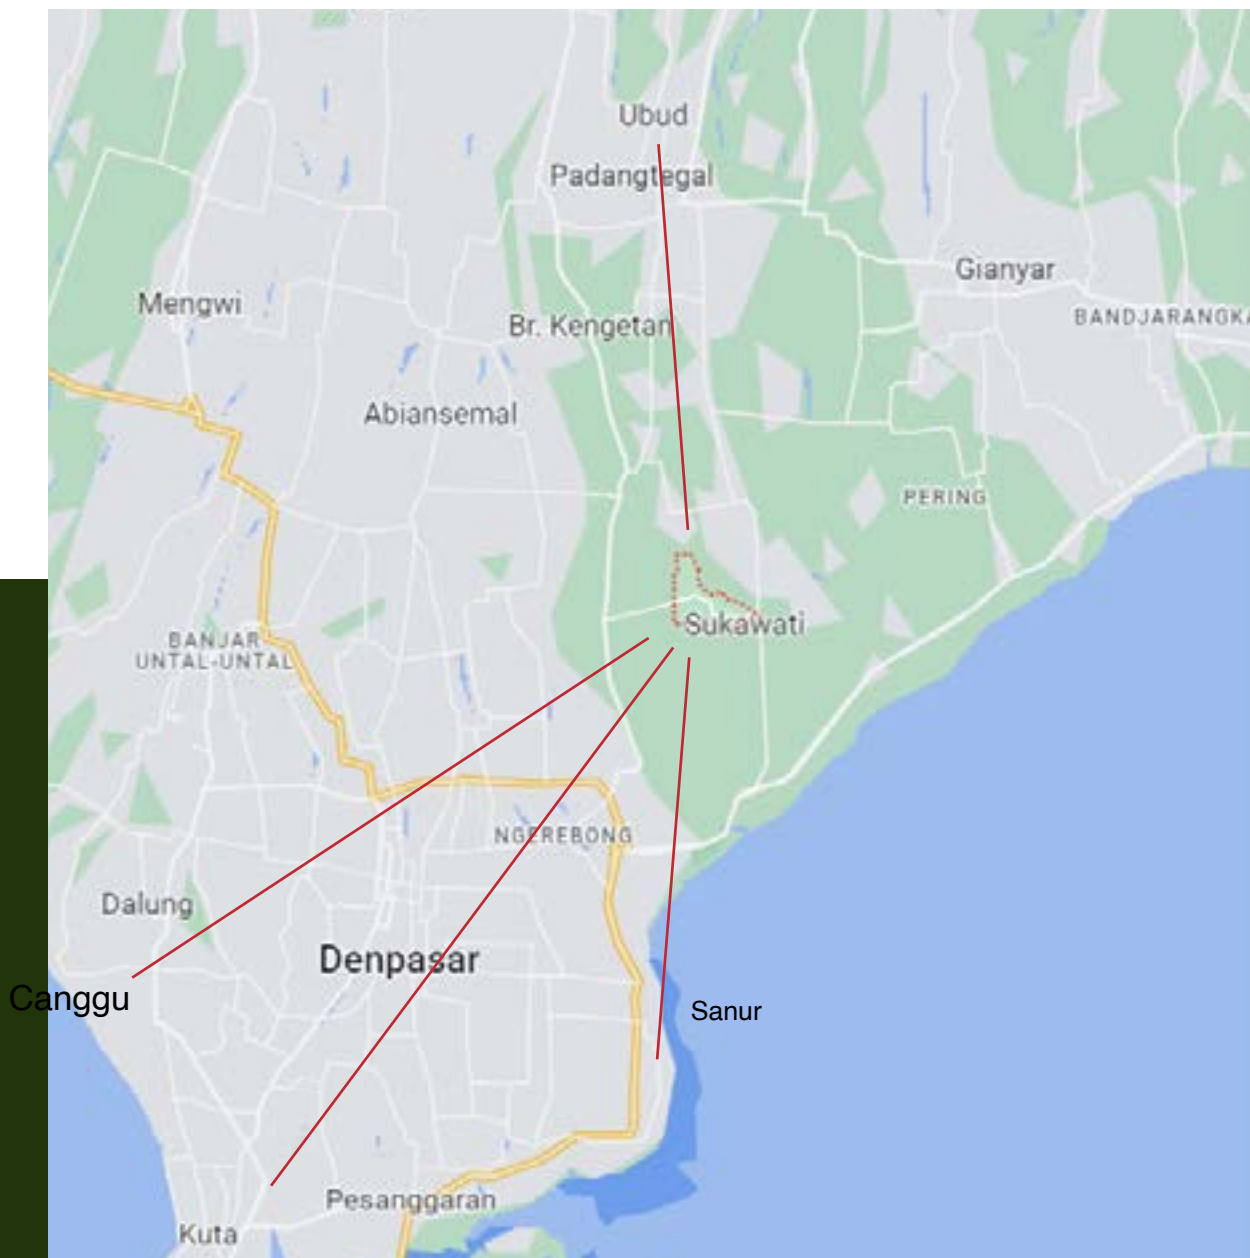 Ubud
Padangtegal
Gianyar
Mengwi
BANDJARANGKA
Br. Kengetan
Abiansemal
PERING
Sukawati
BANJAR
UNTAL-UNTAL
NGEREBONG
Dalung
Denpasar
Canggu
Sanur
Pesanggaran
Kuta